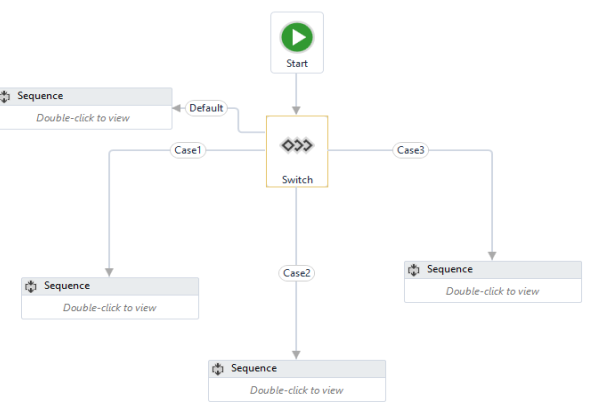 Start
Sequence
Double-click to view
Default
Case1
Case3
Switch
Sequence
Double-click to view
Case2
Sequence
Double-click to view
Sequence
Double-click to view